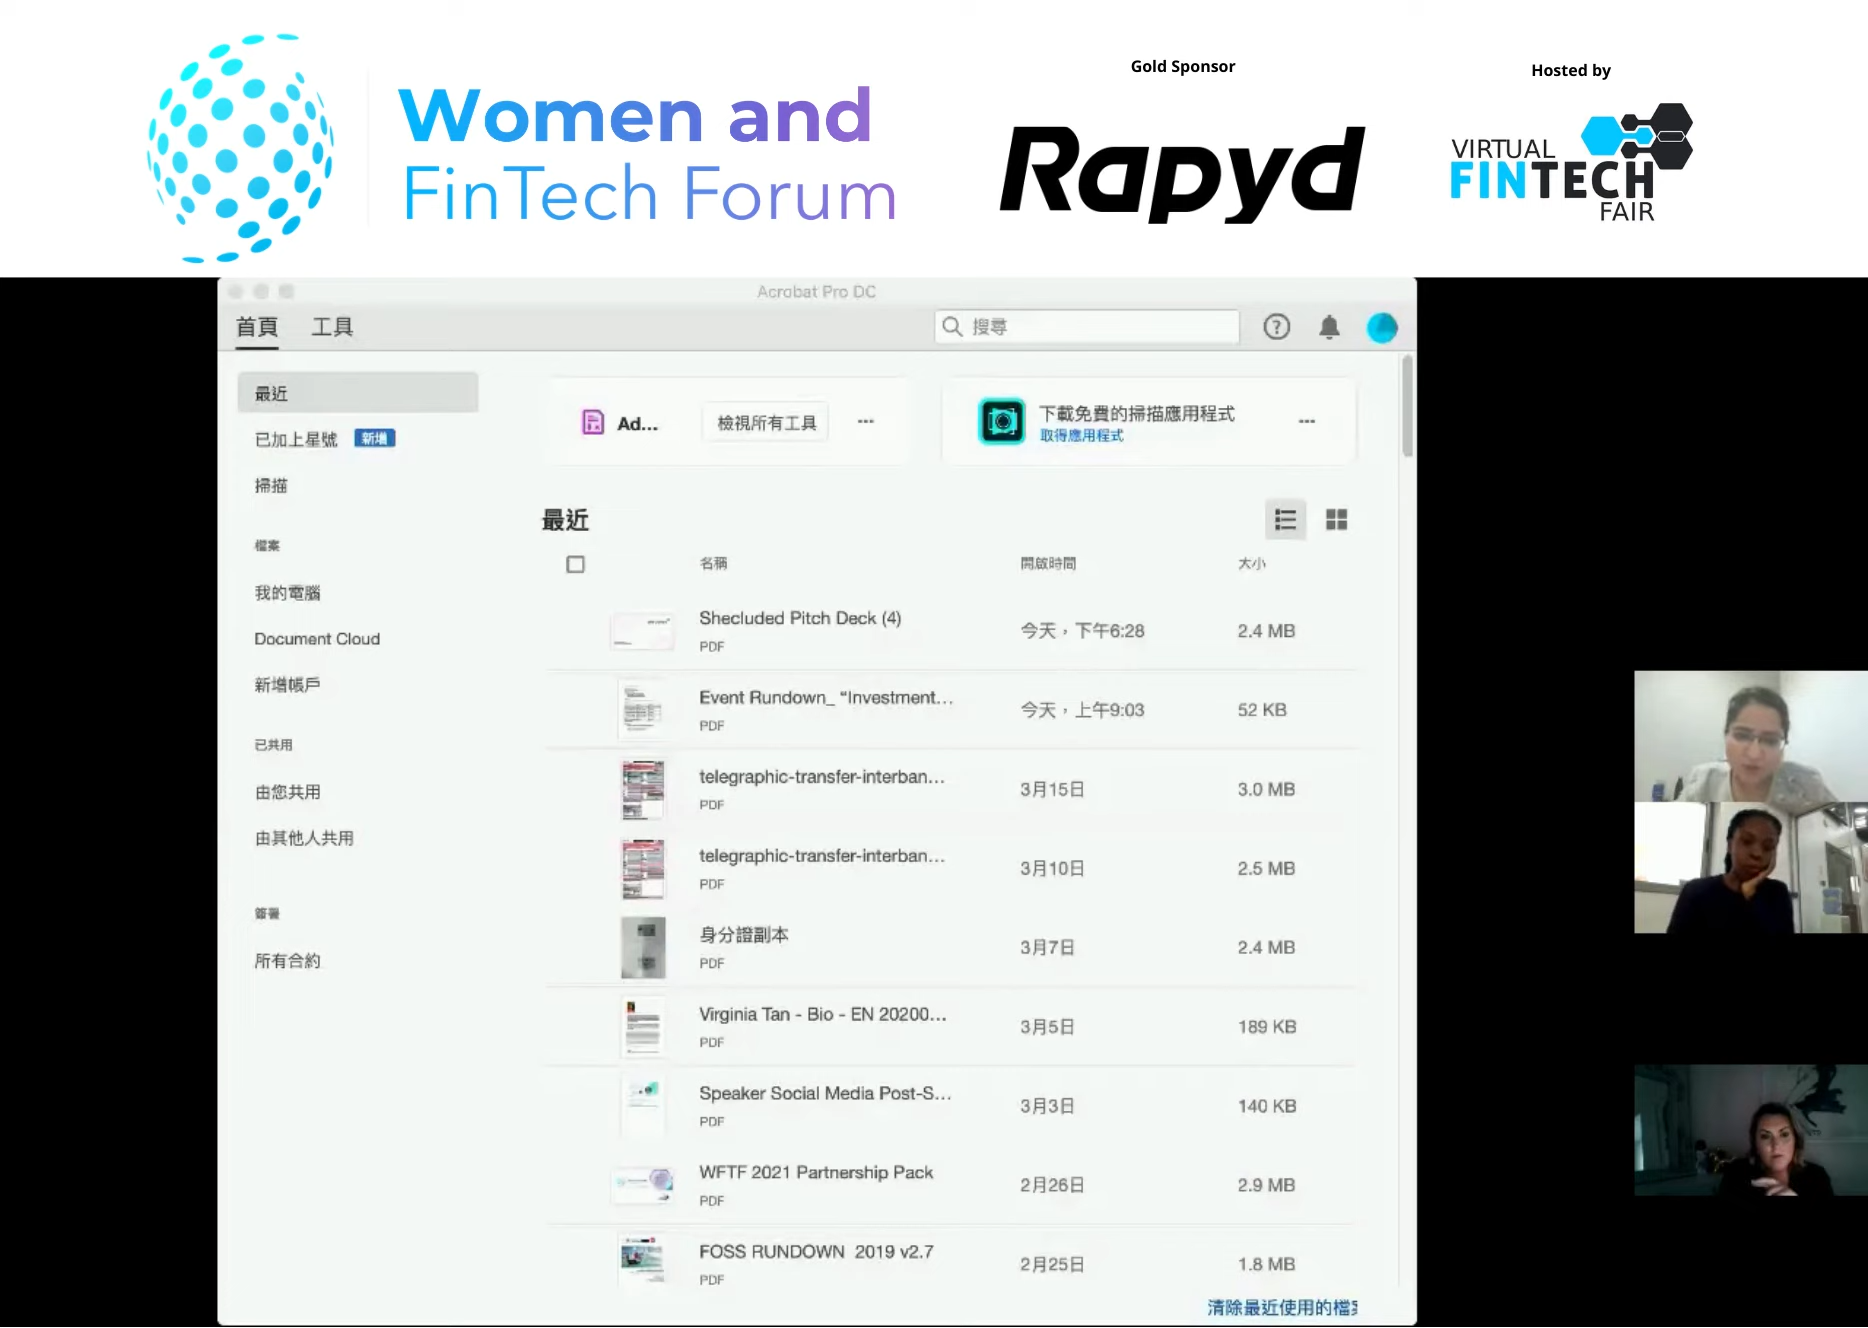 Women and
FinTech Forum
Gold Sponsor
Rapyd
Hosted by
VIRTUAL
FINTECH
FAIR
Acrobat Pro DC
首頁 工具
搜尋
最近
已加上星號 新增
掃描
檔案
我的電腦
Document Cloud
新增帳戶
已共用
由您共用
由其他人共用
簽署
所有合約
Ad...
檢視所有工具
下載免費的掃描應用程式
取得應用程式
最近
名稱 開啟時間 大小
Shecluded Pitch Deck (4)
PDF
今天，下午6:28 2.4 MB
Event Rundown_ “Investment...
PDF
今天，上午9:03 52 KB
telegraphic-transfer-interban...
PDF
3月15日 3.0 MB
telegraphic-transfer-interban...
PDF
3月10日 2.5 MB
身分證副本
PDF
3月7日 2.4 MB
Virginia Tan - Bio - EN 20200...
PDF
3月5日 189 KB
Speaker Social Media Post-S...
PDF
3月3日 140 KB
WFTF 2021 Partnership Pack
PDF
2月26日 2.9 MB
FOSS RUNDOWN 2019 v2.7
PDF
2月25日 1.8 MB
清除最近使用的檔案